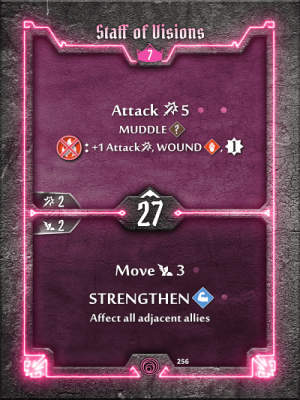 Staff of Visions
7
Attack 5
MUDDLE ?
: +1 Attack, WOUND , 1
2
27
2
Move 3
STRENGTHEN
Affect all adjacent allies
256